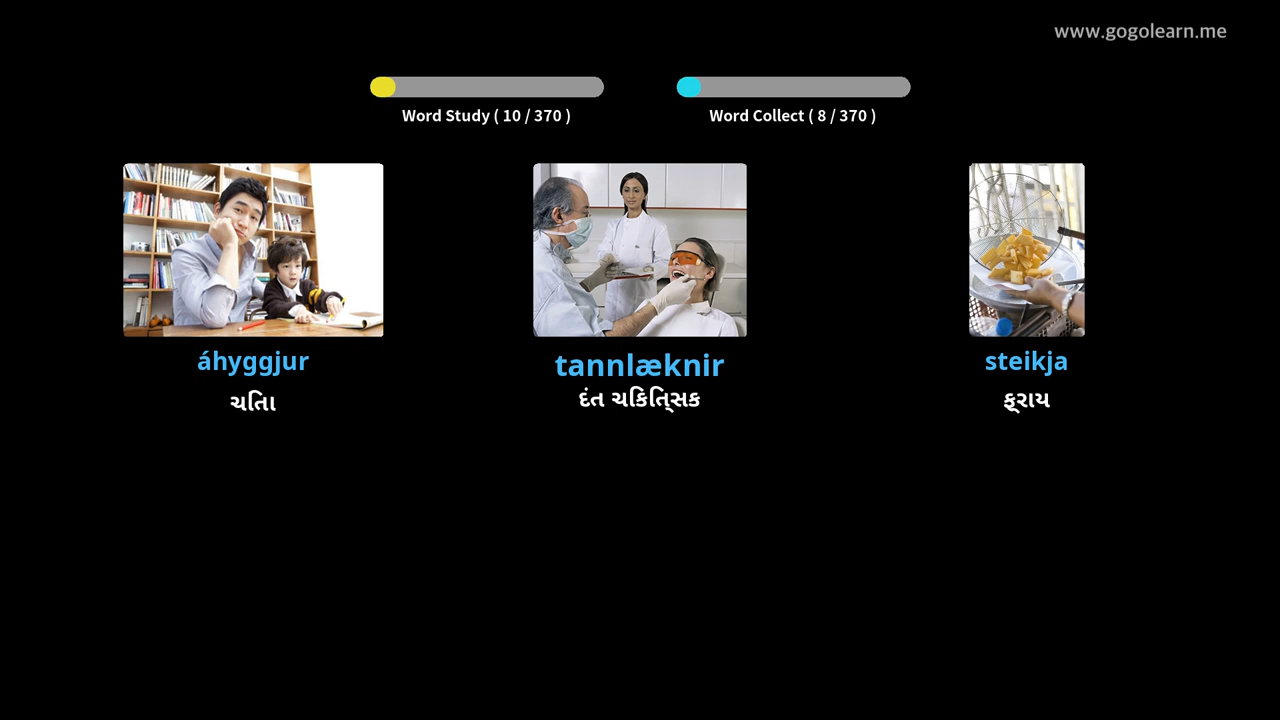 www.gogolearn.me
Word Study ( 10 / 370 )
Word Collect ( 8 / 370 )
áhyggjur
ચિંતા
tannlæknir
દંત ચિકિત્સક
steikja
ફ્રાય